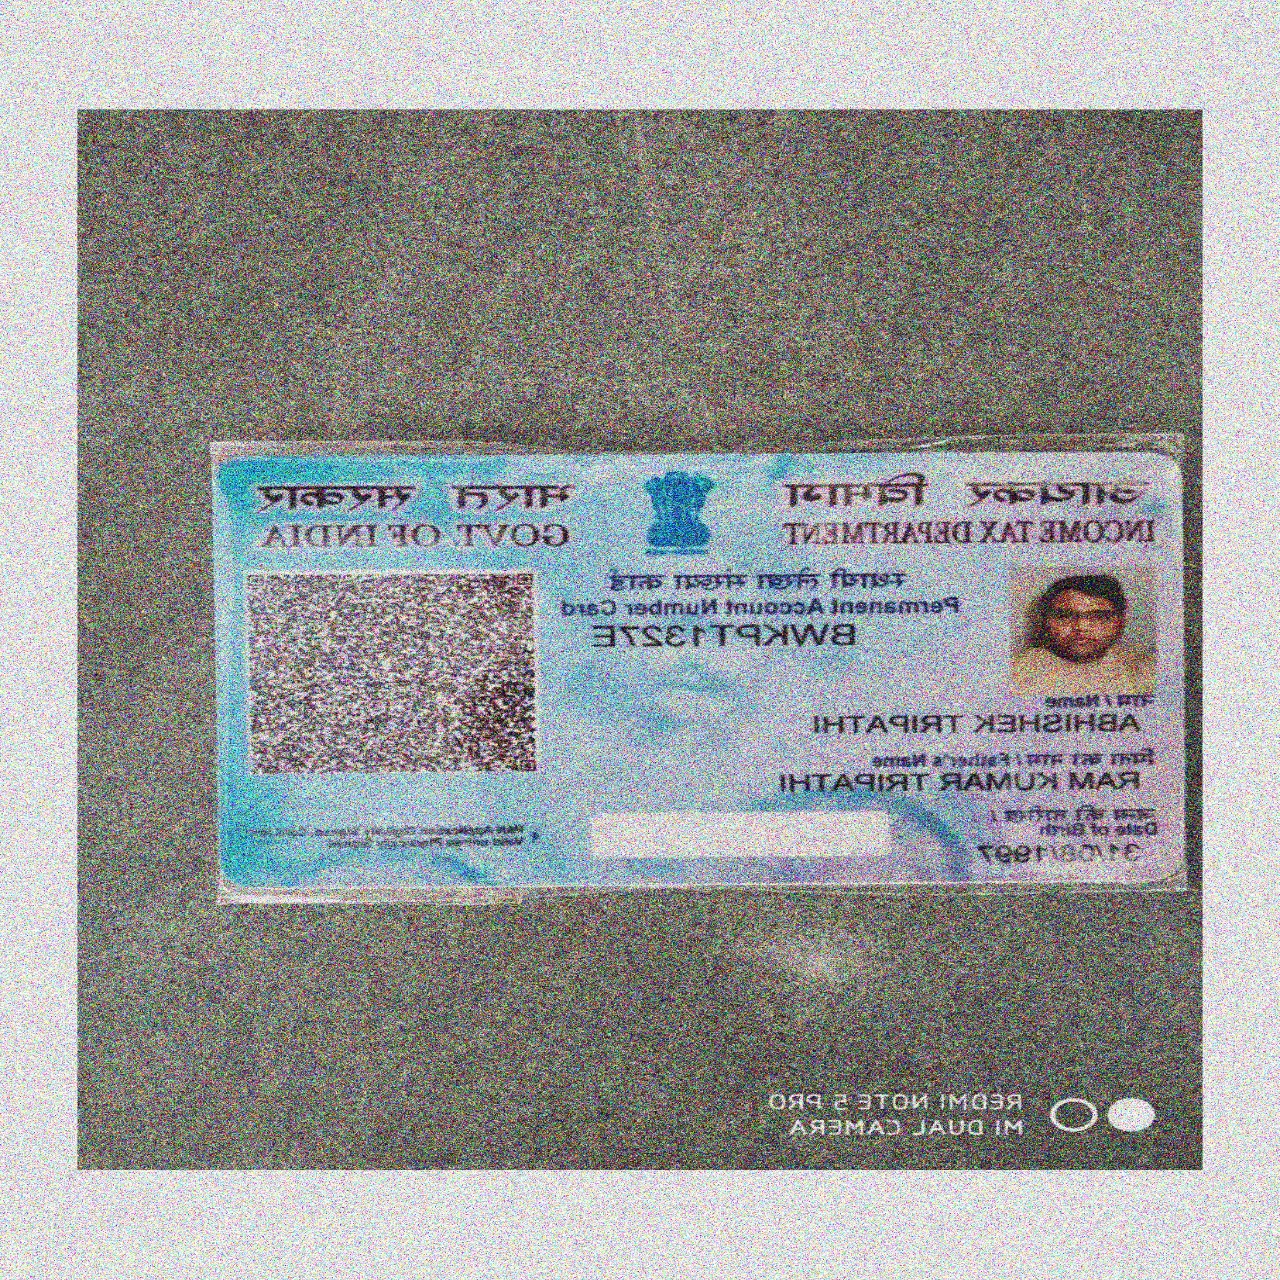 आयकर विभाग
INCOME TAX DEPARTMENT
भारत सरकार
GOVT. OF INDIA
स्थायी लेखा संख्या कार्ड
Permanent Account Number Card
BWKPT1327E
नाम / Name
ABHISHEK TRIPATHI
पिता का नाम / Father's Name
RAM KUMAR TRIPATHI
जन्म की तारीख /
Date of Birth
31/08/1997
REDMI NOTE 5 PRO
MI DUAL CAMERA